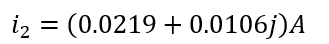 i₂ = (0.0219 + 0.0106j)A